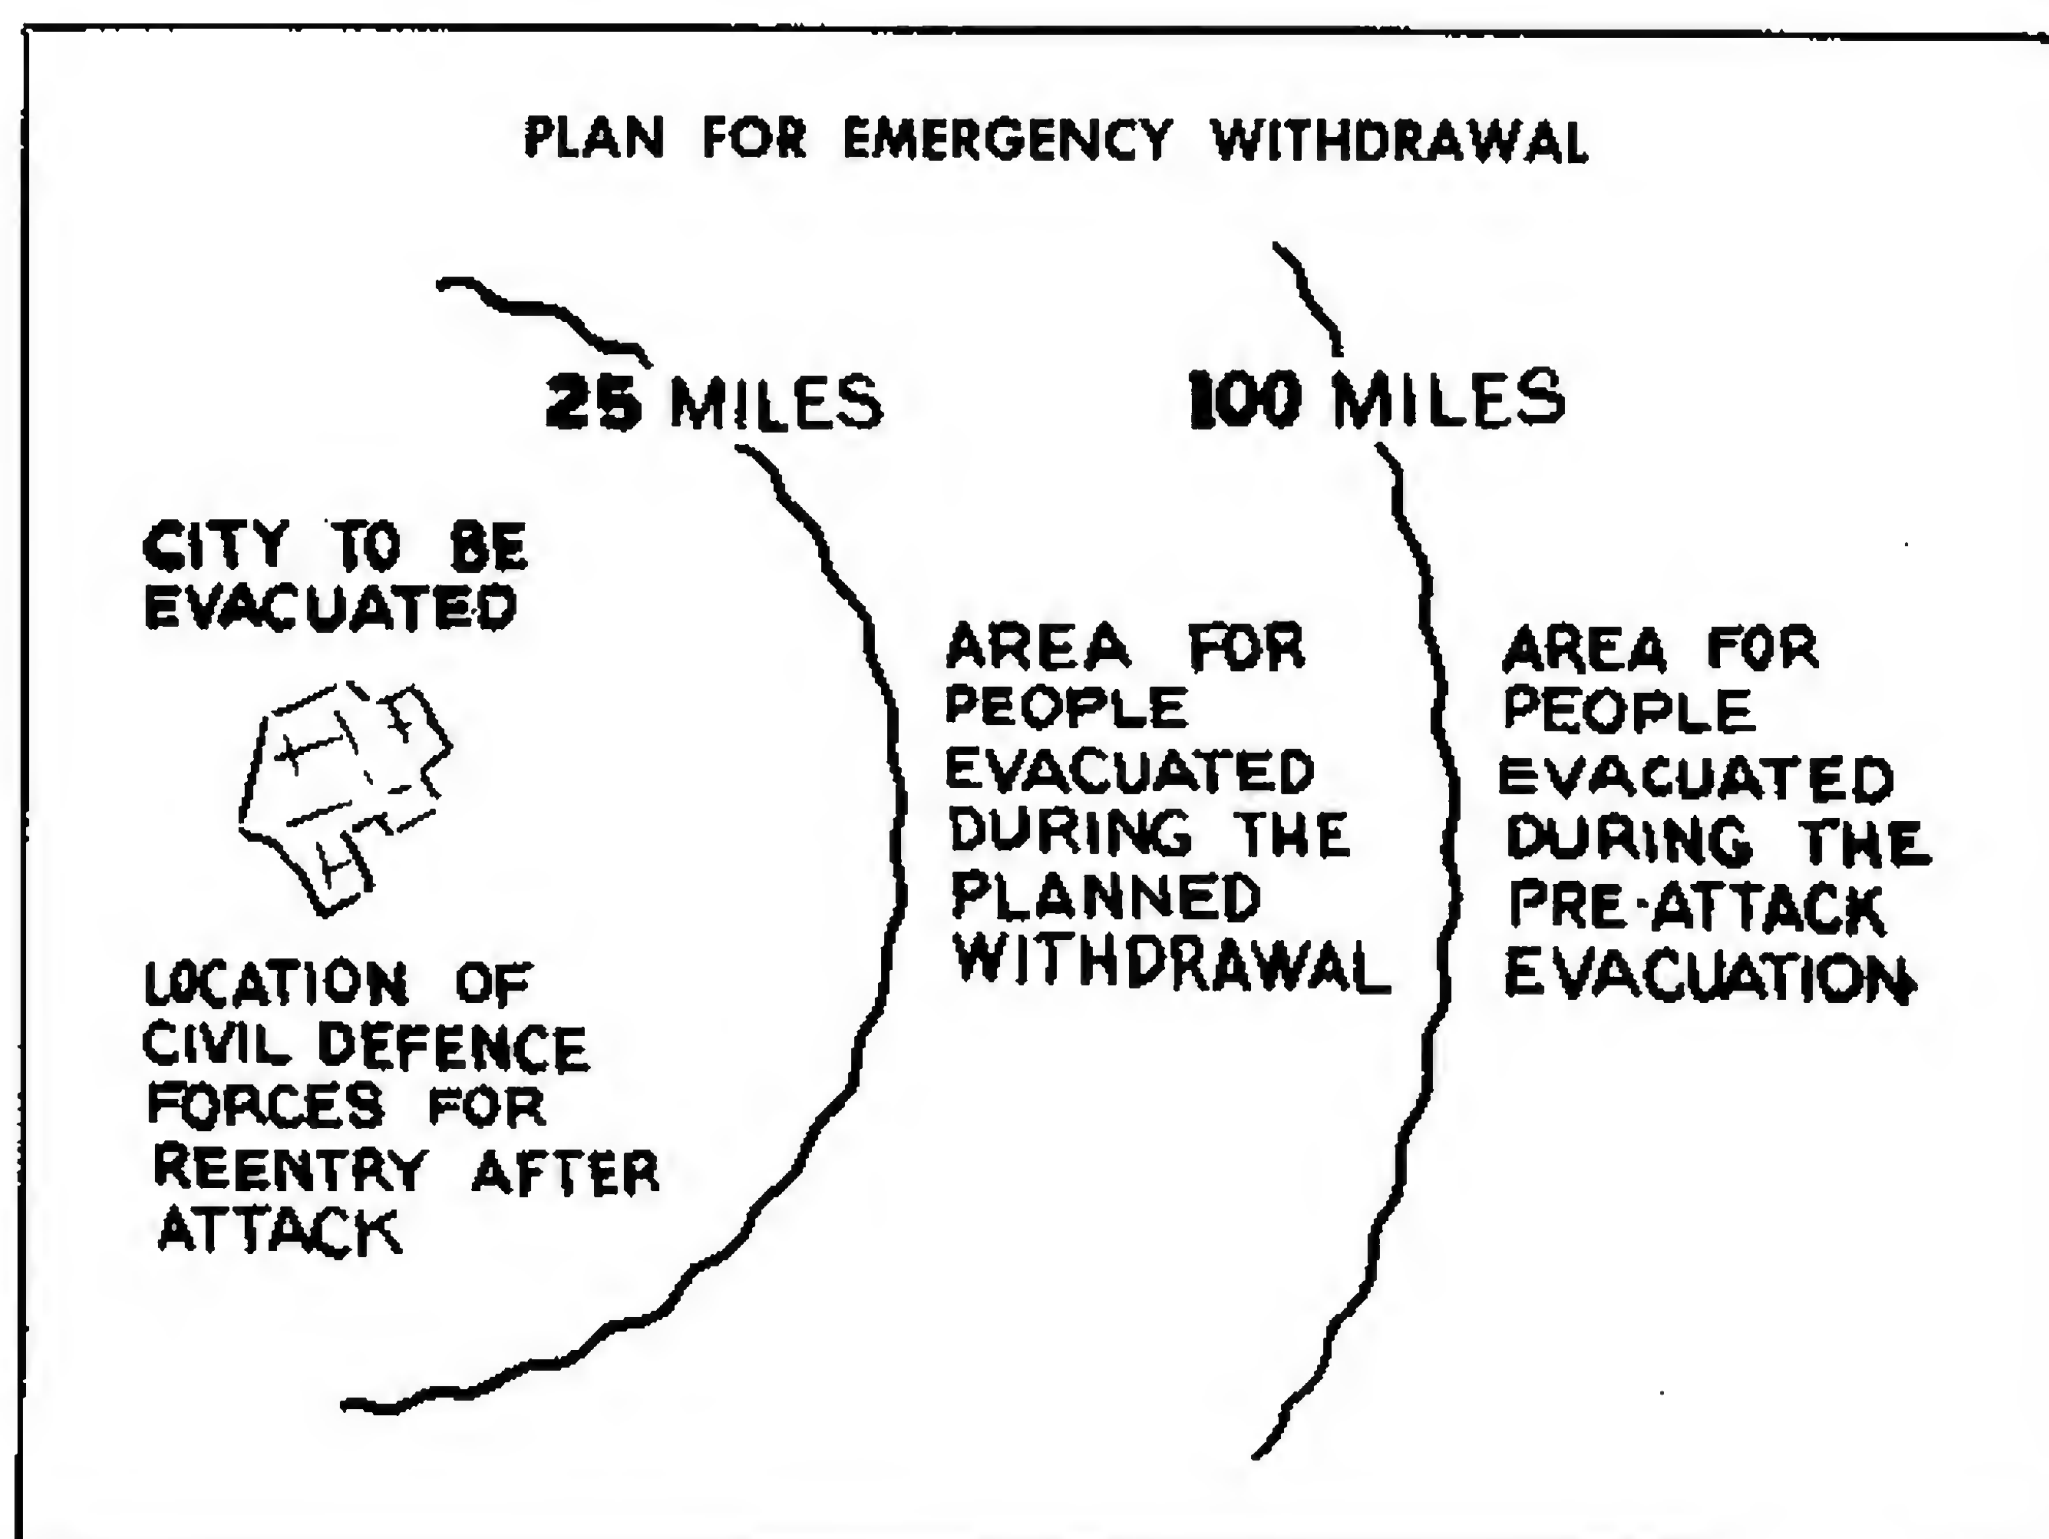 PLAN FOR EMERGENCY WITHDRAWAL
25 MILES
100 MILES
CITY TO BE
EVACUATED
LOCATION OF
CIVIL DEFENCE
FORCES FOR
REENTRY AFTER
ATTACK
AREA FOR
PEOPLE
EVACUATED
DURING THE
PLANNED
WITHDRAWAL
AREA FOR
PEOPLE
EVACUATED
DURING THE
PRE-ATTACK
EVACUATION